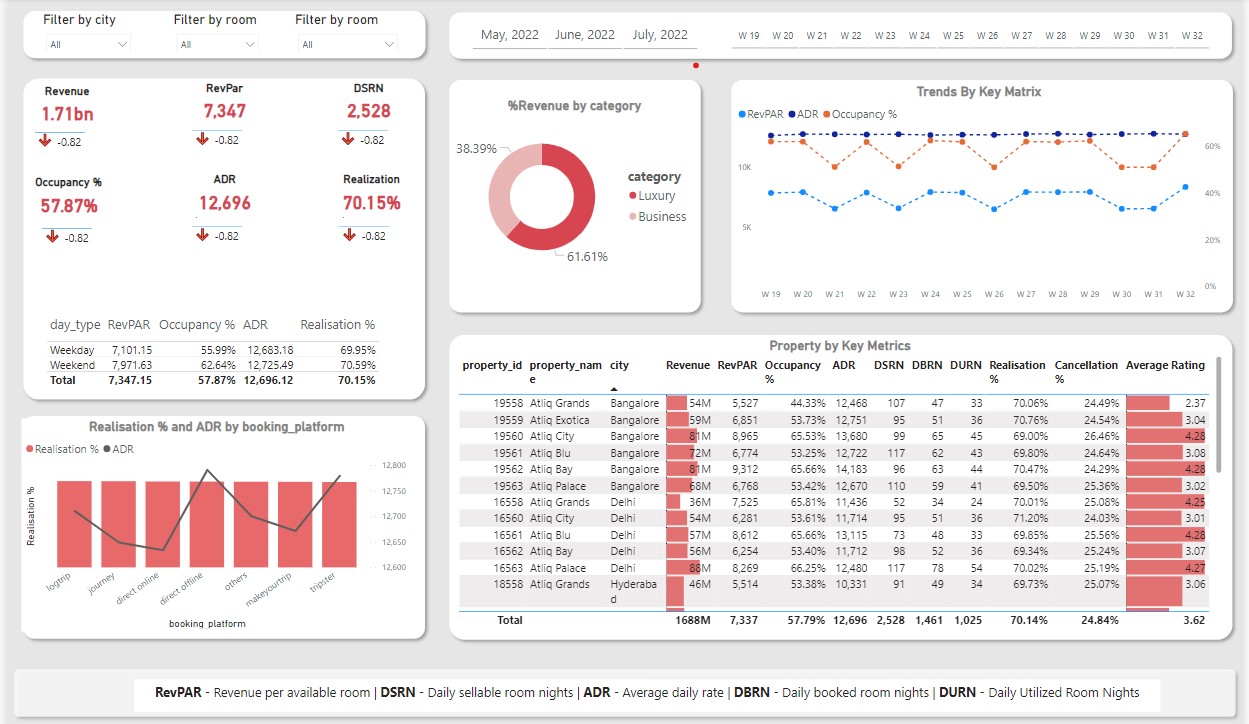 Filter by city Filter by room Filter by room
All All All
May, 2022 June, 2022 July, 2022
W 19 W 20 W 21 W 22 W 23 W 24 W 25 W 26 W 27 W 28 W 29 W 30 W 31 W 32
Revenue RevPar DSRN
1.71bn 7,347 2,528
-0.82 -0.82 -0.82
Occupancy % ADR Realization
57.87% 12,696 70.15%
-0.82 -0.82 -0.82
day_type RevPAR Occupancy % ADR Realisation %
Weekday 7,101.15 55.99% 12,683.18 69.95%
Weekend 7,971.63 62.64% 12,725.49 70.59%
Total 7,347.15 57.87% 12,696.12 70.15%
%Revenue by category
38.39%
61.61%
category
Luxury
Business
Trends By Key Matrix
RevPAR ADR Occupancy %
10K
5K
60%
40%
20%
0%
W 19 W 20 W 21 W 22 W 23 W 24 W 25 W 26 W 27 W 28 W 29 W 30 W 31 W 32
Realisation % and ADR by booking_platform
Realisation % ADR
Realisation %
12,800
12,750
12,700
12,650
12,600
logtrip journey direct online direct offline others makeyourtrip tripster
booking_platform
Property by Key Metrics
property_id property_nam city Revenue RevPAR Occupancy ADR DSRN DBRN DURN Realisation Cancellation Average Rating
e % % %
19558 Atliq Grands Bangalore 54M 5,527 44.33% 12,468 107 47 33 70.06% 24.49% 2.37
19559 Atliq Exotica Bangalore 59M 6,851 53.73% 12,751 95 51 36 70.76% 24.54% 3.04
19560 Atliq City Bangalore 81M 8,965 65.53% 13,680 99 65 45 69.00% 26.46% 4.28
19561 Atliq Blu Bangalore 72M 6,774 53.25% 12,722 117 62 43 69.80% 24.64% 3.08
19562 Atliq Bay Bangalore 81M 9,312 65.66% 14,183 96 63 44 70.47% 24.29% 4.28
19563 Atliq Palace Bangalore 68M 6,768 53.42% 12,670 110 59 41 69.50% 25.36% 3.02
16558 Atliq Grands Delhi 36M 7,525 65.81% 11,436 52 34 24 70.01% 25.08% 4.25
16560 Atliq City Delhi 54M 6,281 53.61% 11,714 95 51 36 71.20% 24.03% 3.01
16561 Atliq Blu Delhi 57M 8,612 65.66% 13,115 73 48 33 69.85% 25.56% 4.28
16562 Atliq Bay Delhi 56M 6,254 53.40% 11,712 98 52 36 69.34% 25.24% 3.07
16563 Atliq Palace Delhi 88M 8,269 66.25% 12,480 117 78 54 70.02% 25.19% 4.27
18558 Atliq Grands Hyderaba 46M 5,514 53.38% 10,331 91 49 34 69.73% 25.07% 3.06
d
Total 1688M 7,337 57.79% 12,696 2,528 1,461 1,025 70.14% 24.84% 3.62
RevPAR - Revenue per available room | DSRN - Daily sellable room nights | ADR - Average daily rate | DBRN - Daily booked room nights | DURN - Daily Utilized Room Nights